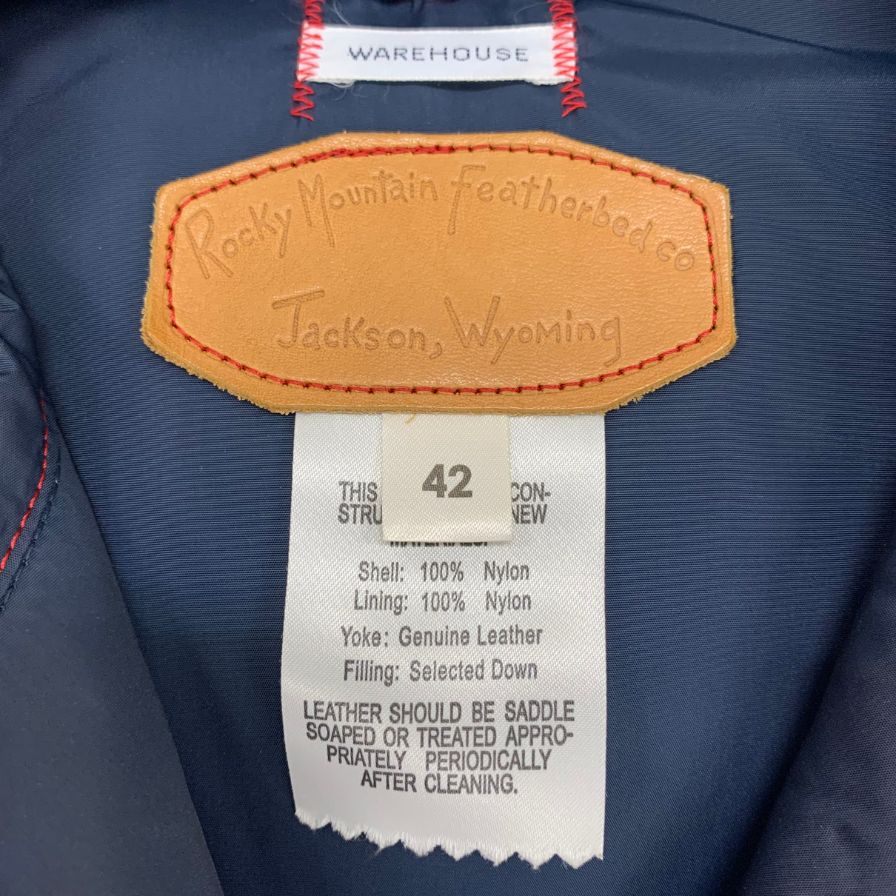 WAREHOUSE
Rocky Mountain Featherbed co
Jackson, Wyoming
42
THIS CON-
STRU NEW
Shell: 100% Nylon
Lining: 100% Nylon
Yoke: Genuine Leather
Filling: Selected Down
LEATHER SHOULD BE SADDLE
SOAPED OR TREATED APPRO-
PRIATELY PERIODICALLY
AFTER CLEANING.